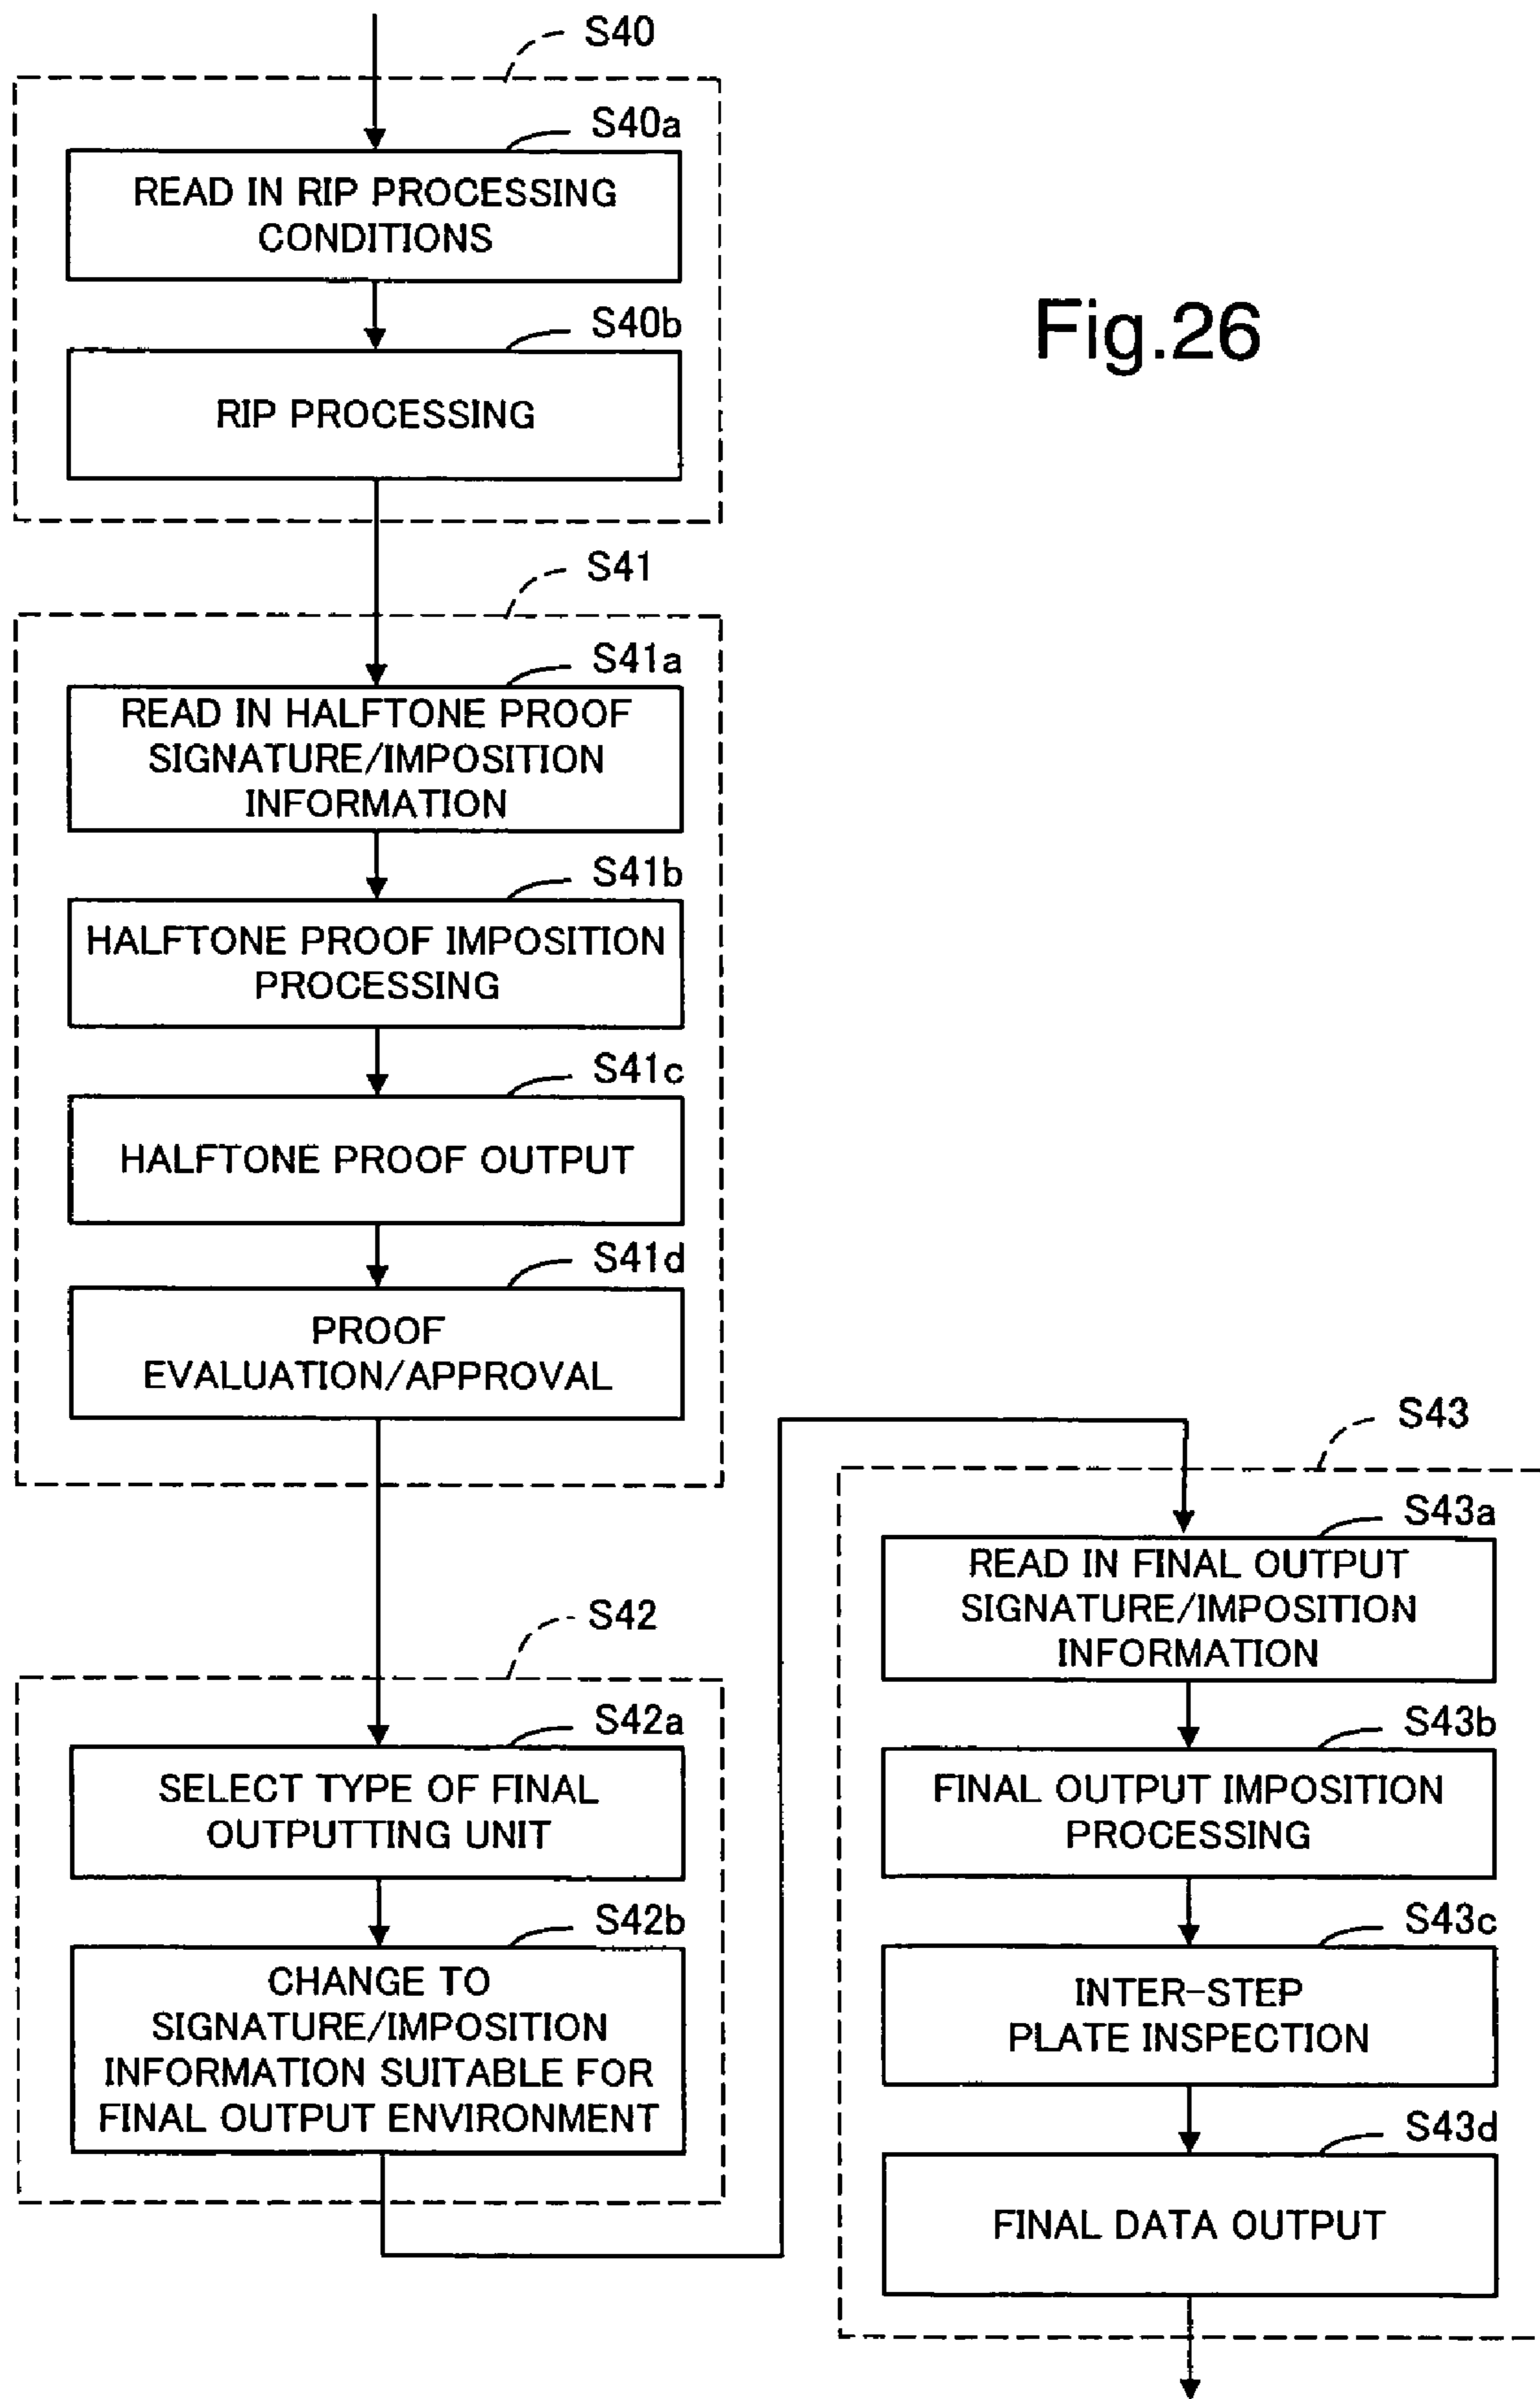 S40
S40a
READ IN RIP PROCESSING
CONDITIONS
S40b
RIP PROCESSING
Fig.26
S41
S41a
READ IN HALFTONE PROOF
SIGNATURE/IMPOSITION
INFORMATION
S41b
HALFTONE PROOF IMPOSITION
PROCESSING
S41c
HALFTONE PROOF OUTPUT
S41d
PROOF
EVALUATION/APPROVAL
S42
S42a
SELECT TYPE OF FINAL
OUTPUTTING UNIT
S42b
CHANGE TO
SIGNATURE/IMPOSITION
INFORMATION SUITABLE FOR
FINAL OUTPUT ENVIRONMENT
S43
S43a
READ IN FINAL OUTPUT
SIGNATURE/IMPOSITION
INFORMATION
S43b
FINAL OUTPUT IMPOSITION
PROCESSING
S43c
INTER-STEP
PLATE INSPECTION
S43d
FINAL DATA OUTPUT